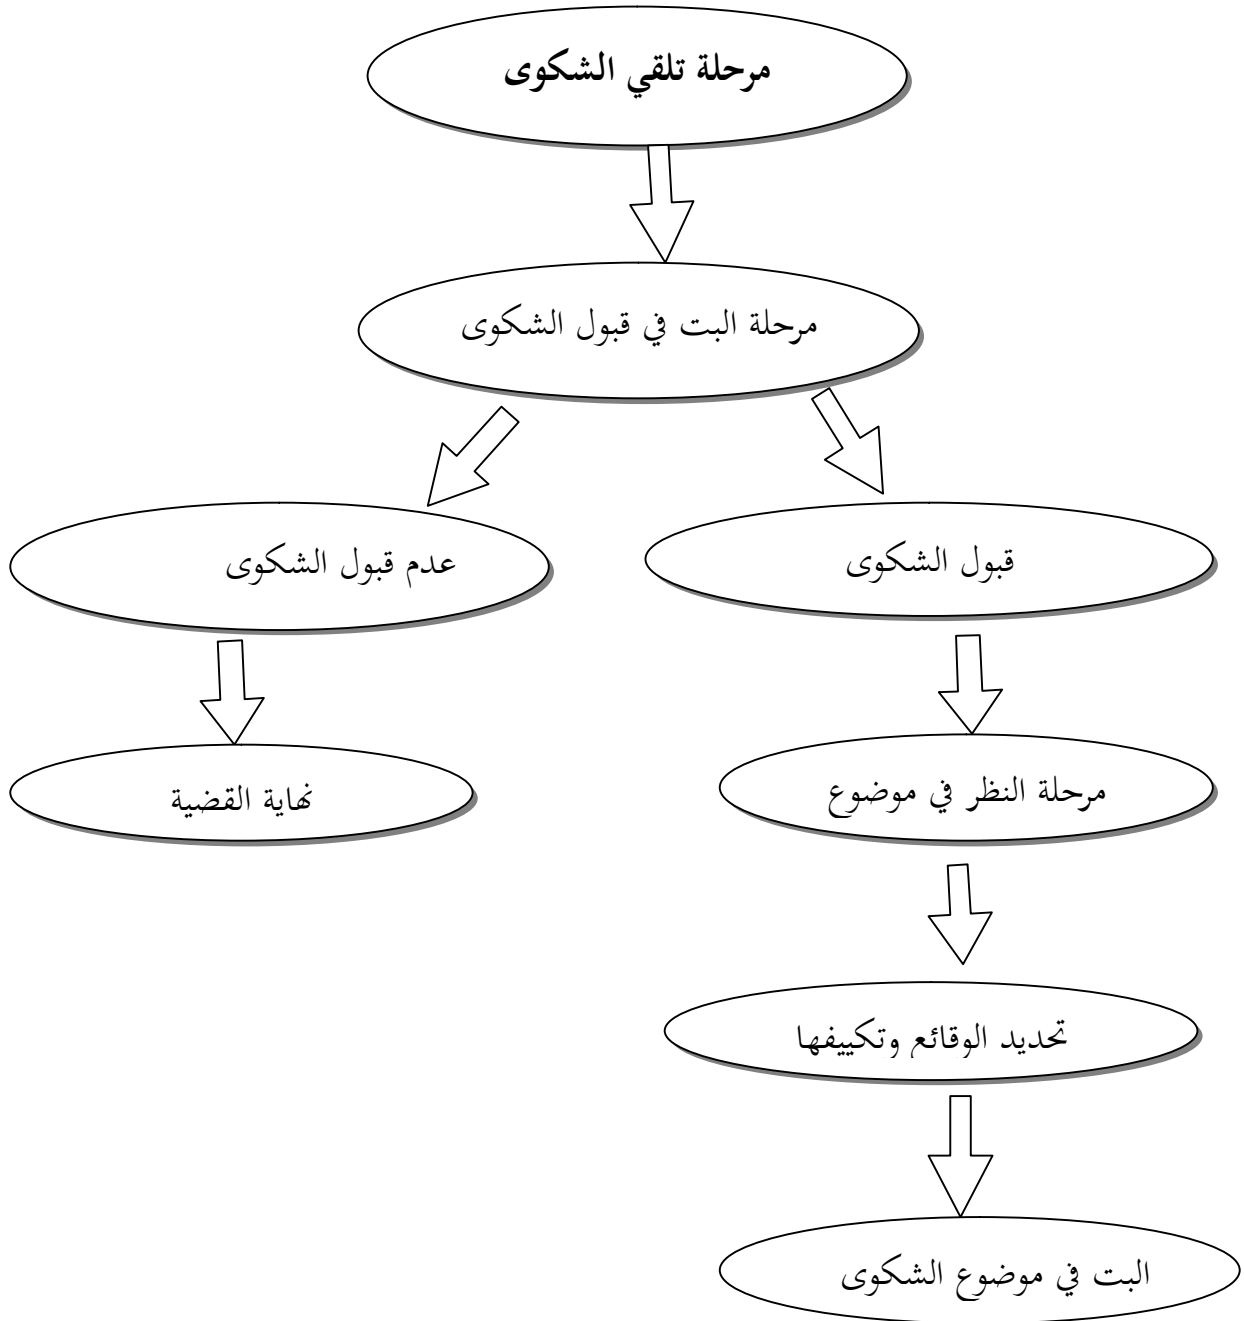 مرحلة تلقي الشكوى
مرحلة البت في قبول الشكوى
قبول الشكوى
عدم قبول الشكوى
مرحلة النظر في موضوع
نهاية القضية
تحديد الوقائع وتكييفها
البت في موضوع الشكوى